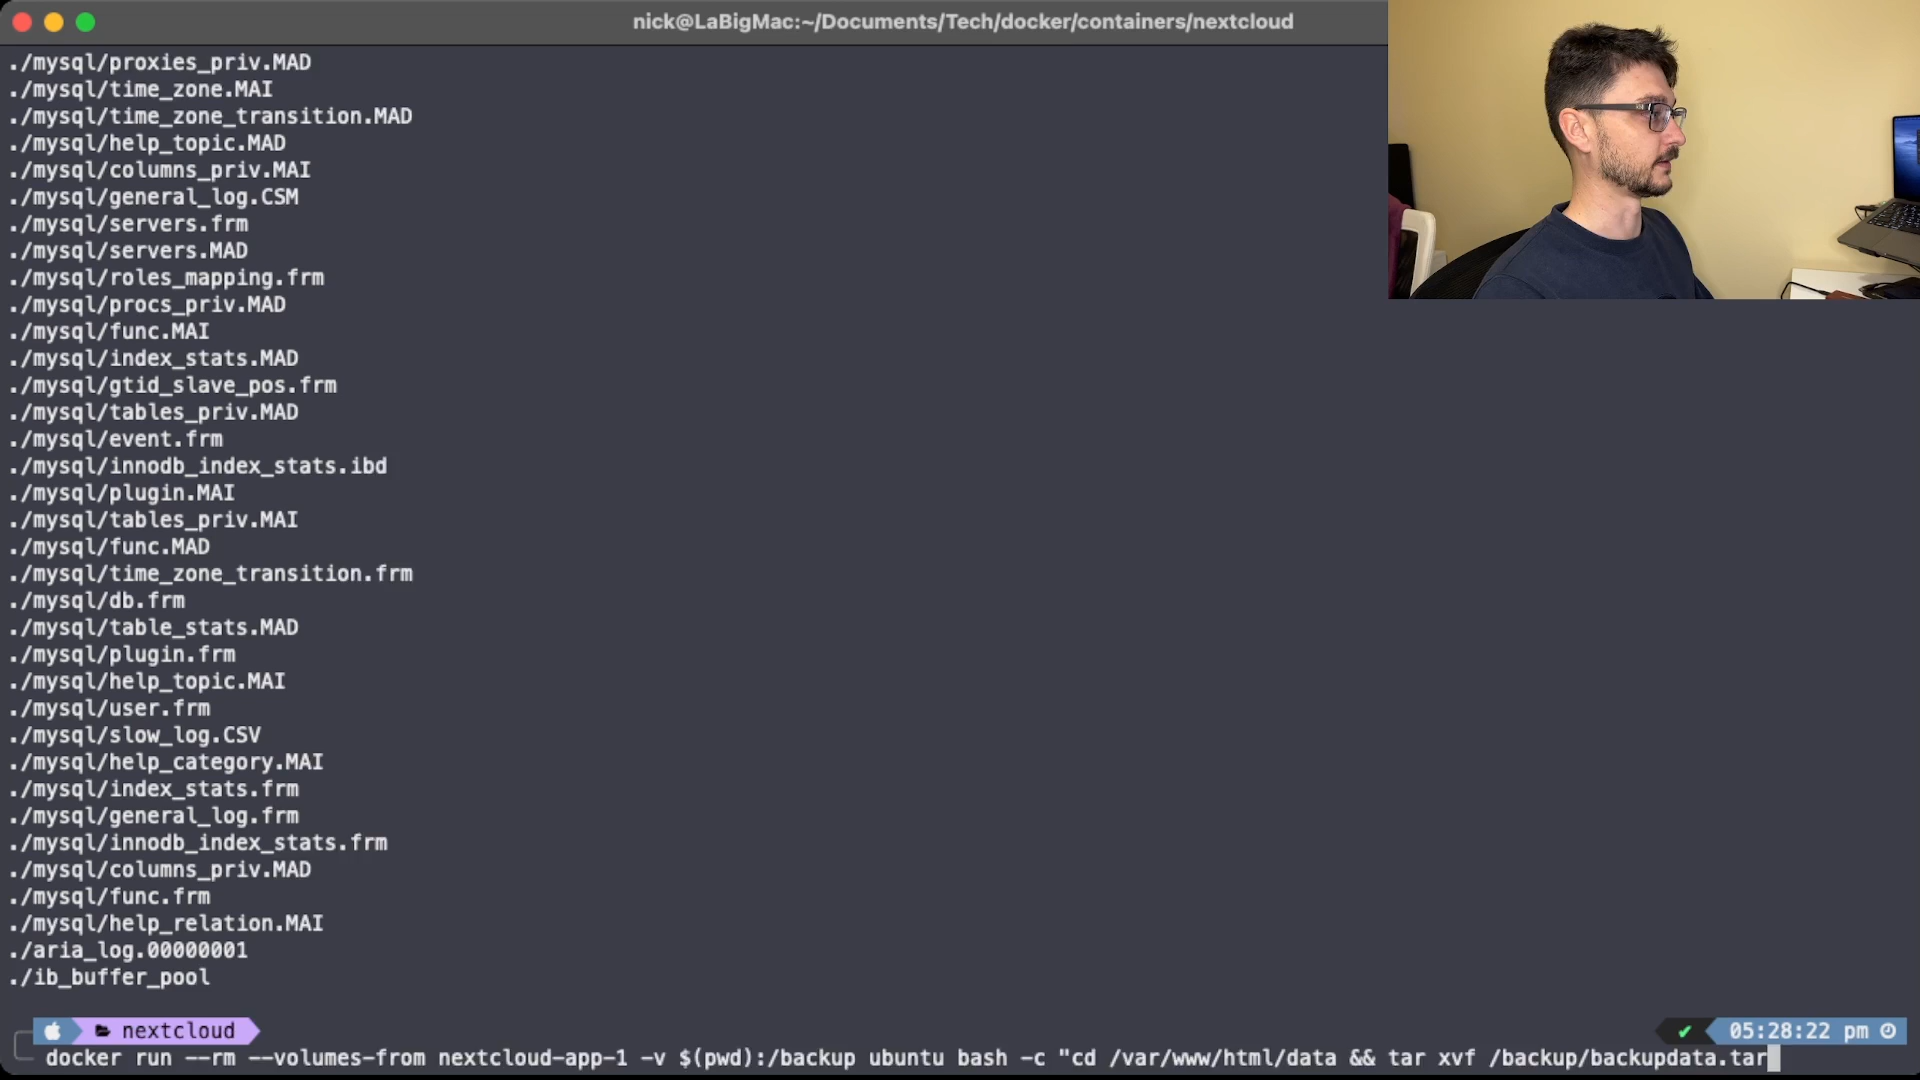 nick@LaBigMac:~/Documents/Tech/docker/containers/nextcloud
./mysql/proxies_priv.MAD
./mysql/time_zone.MAI
./mysql/time_zone_transition.MAD
./mysql/help_topic.MAD
./mysql/columns_priv.MAI
./mysql/general_log.CSM
./mysql/servers.frm
./mysql/servers.MAD
./mysql/roles_mapping.frm
./mysql/procs_priv.MAD
./mysql/func.MAI
./mysql/index_stats.MAD
./mysql/gtid_slave_pos.frm
./mysql/tables_priv.MAD
./mysql/event.frm
./mysql/innodb_index_stats.ibd
./mysql/plugin.MAI
./mysql/tables_priv.MAI
./mysql/func.MAD
./mysql/time_zone_transition.frm
./mysql/db.frm
./mysql/table_stats.MAD
./mysql/plugin.frm
./mysql/help_topic.MAI
./mysql/user.frm
./mysql/slow_log.CSV
./mysql/help_category.MAI
./mysql/index_stats.frm
./mysql/general_log.frm
./mysql/innodb_index_stats.frm
./mysql/columns_priv.MAD
./mysql/func.frm
./mysql/help_relation.MAI
./aria_log.00000001
./ib_buffer_pool
nextcloud ✔ 05:28:22 pm
docker run --rm --volumes-from nextcloud-app-1 -v $(pwd):/backup ubuntu bash -c "cd /var/www/html/data && tar xvf /backup/backupdata.tar